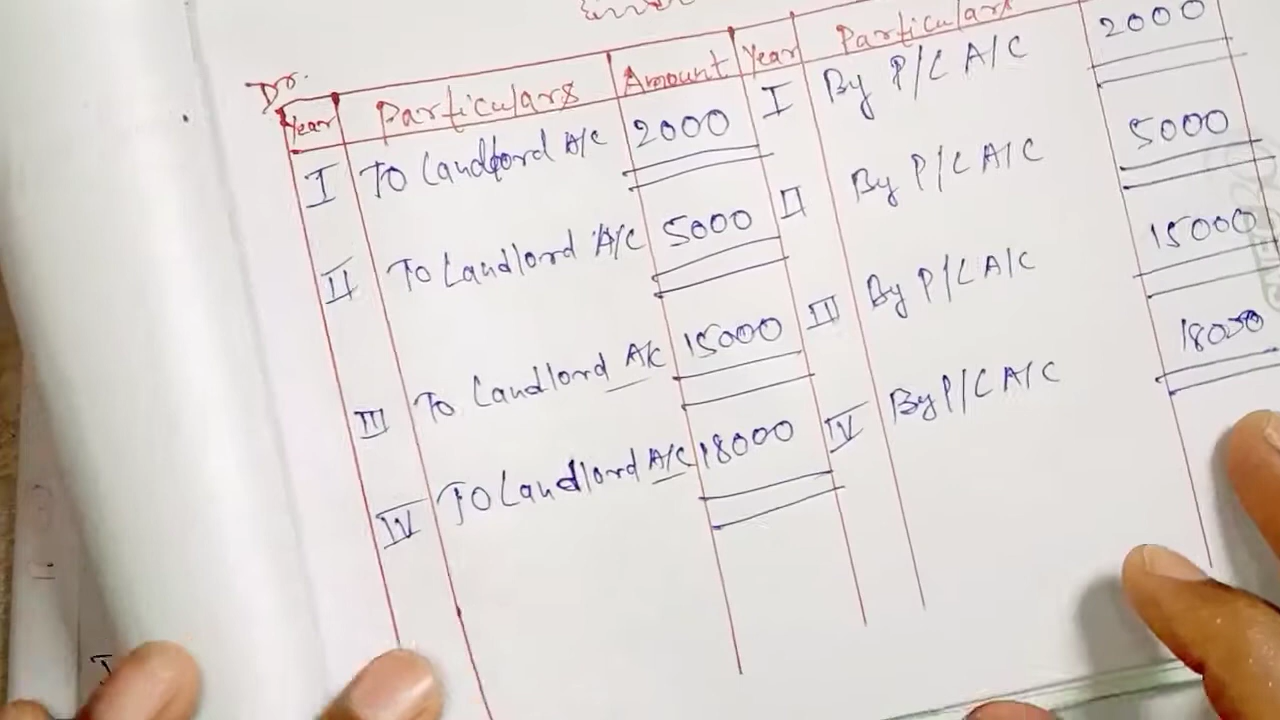 Dr.
Year Particulars Amount Year Particulars
I To Landlord A/c 2000 I By P/L A/C 2000
II To Landlord A/C 5000 II By P/L A/C 5000
III To Landlord A/c 15000 III By P/L A/C 15000
IV TO Landlord A/C 18000 IV By P/L A/C 18000